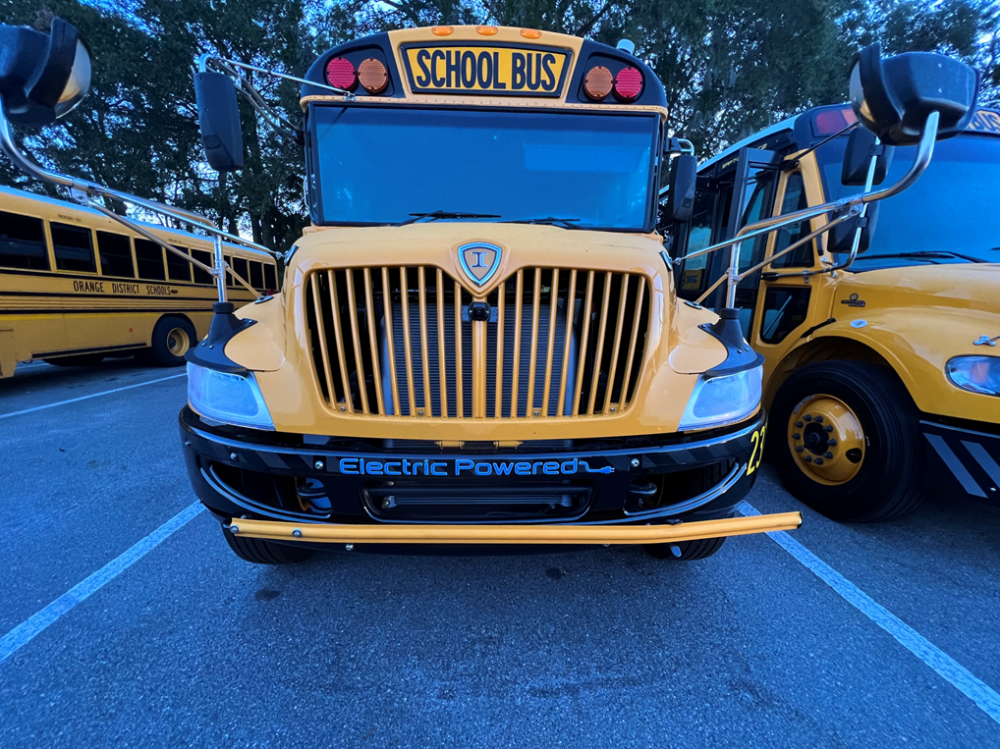 SCHOOL BUS
ORANGE DISTRICT SCHOOLS
I
Electric Powered
23